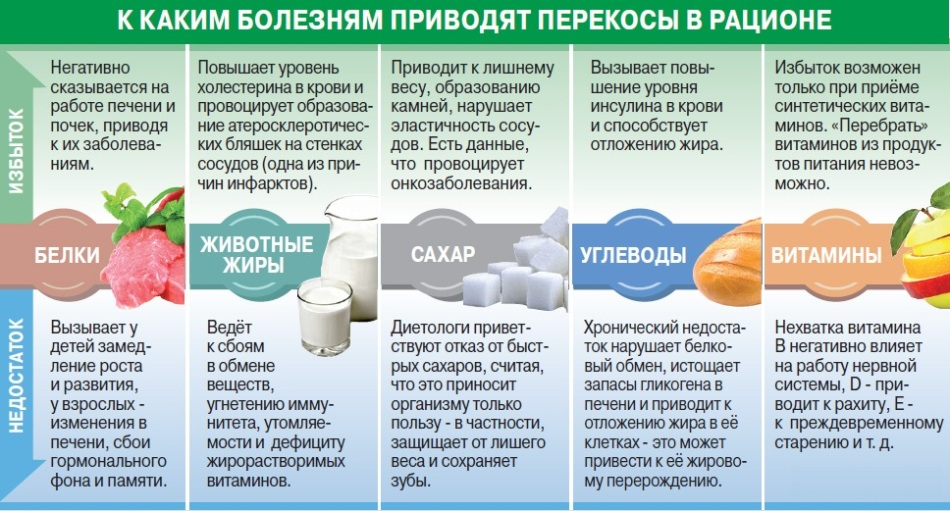 К КАКИМ БОЛЕЗНЯМ ПРИВОДЯТ ПЕРЕКОСЫ В РАЦИОНЕ
ИЗБЫТОК
Негативно
сказывается на
работе печени и
почек, приводя
к их заболева-
ниям.
Повышает уровень
холестерина в крови и
провоцирует образова-
ние атеросклеротичес-
ких бляшек на стенках
сосудов (одна из при-
чин инфарктов).
Приводит к лишнему
весу, образованию
камней, нарушает
эластичность сосу-
дов. Есть данные,
что провоцирует
онкозаболевания.
Вызывает повы-
шение уровня
инсулина в крови
и способствует
отложению жира.
Избыток возможен
только при приёме
синтетических вита-
минов. «Перебрать»
витаминов из продук-
тов питания невоз-
можно.
БЕЛКИ
ЖИВОТНЫЕ
ЖИРЫ
САХАР
УГЛЕВОДЫ
ВИТАМИНЫ
НЕДОСТАТОК
Вызывает у
детей замед-
ление роста
и развития,
у взрослых -
изменения в
печени, сбои
гормонального
фона и памяти.
Ведёт
к сбоям
в обмене
веществ,
угнетению имму-
нитета, утомляе-
мости и дефициту
жирорастворимых
витаминов.
Диетологи привет-
ствуют отказ от быст-
рых сахаров, считая,
что это приносит
организму только
пользу - в частности,
защищает от лишего
веса и сохраняет
зубы.
Хронический недоста-
ток нарушает белко-
вый обмен, истощает
запасы гликогена в
печени и приводит к
отложению жира в её
клетках - это может
привести к её жирово-
му перерождению.
Нехватка витамина
В негативно влияет
на работу нервной
системы, D - при-
водит к рахиту, Е -
к преждевременному
старению и т. д.